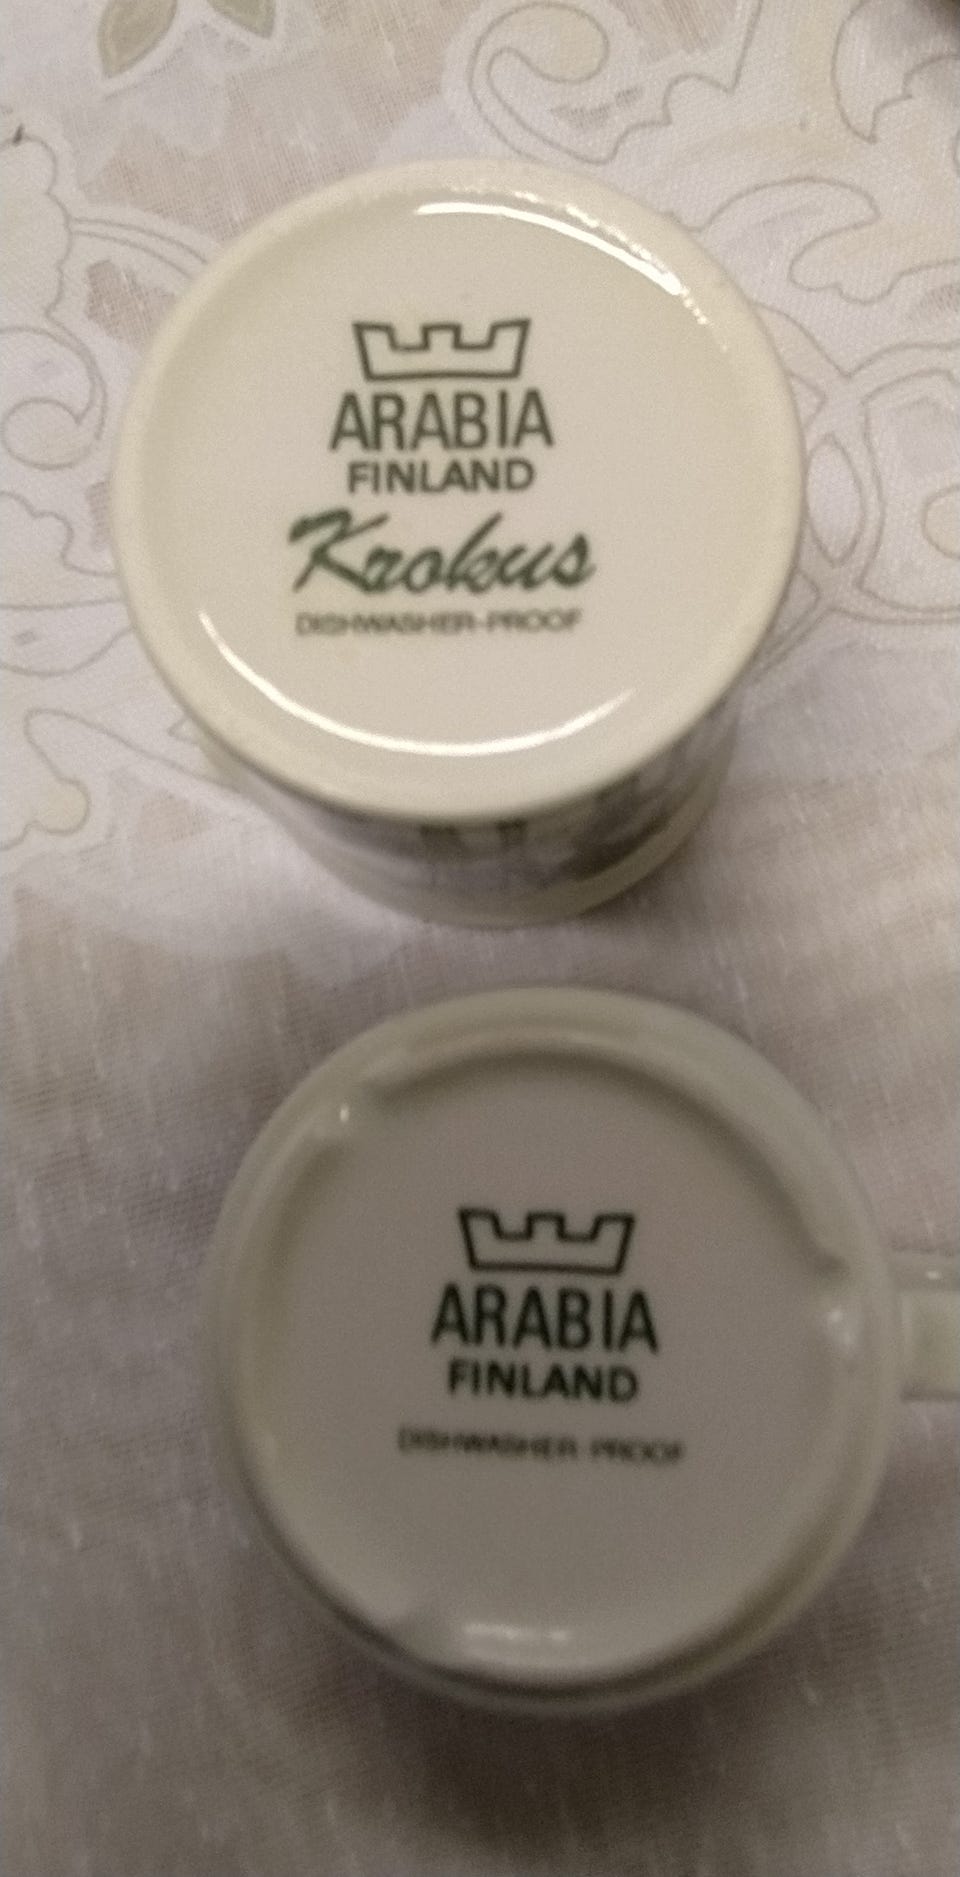 ARABIA
FINLAND
Krokus
DISHWASHER-PROOF
ARABIA
FINLAND
DISHWASHER-PROOF